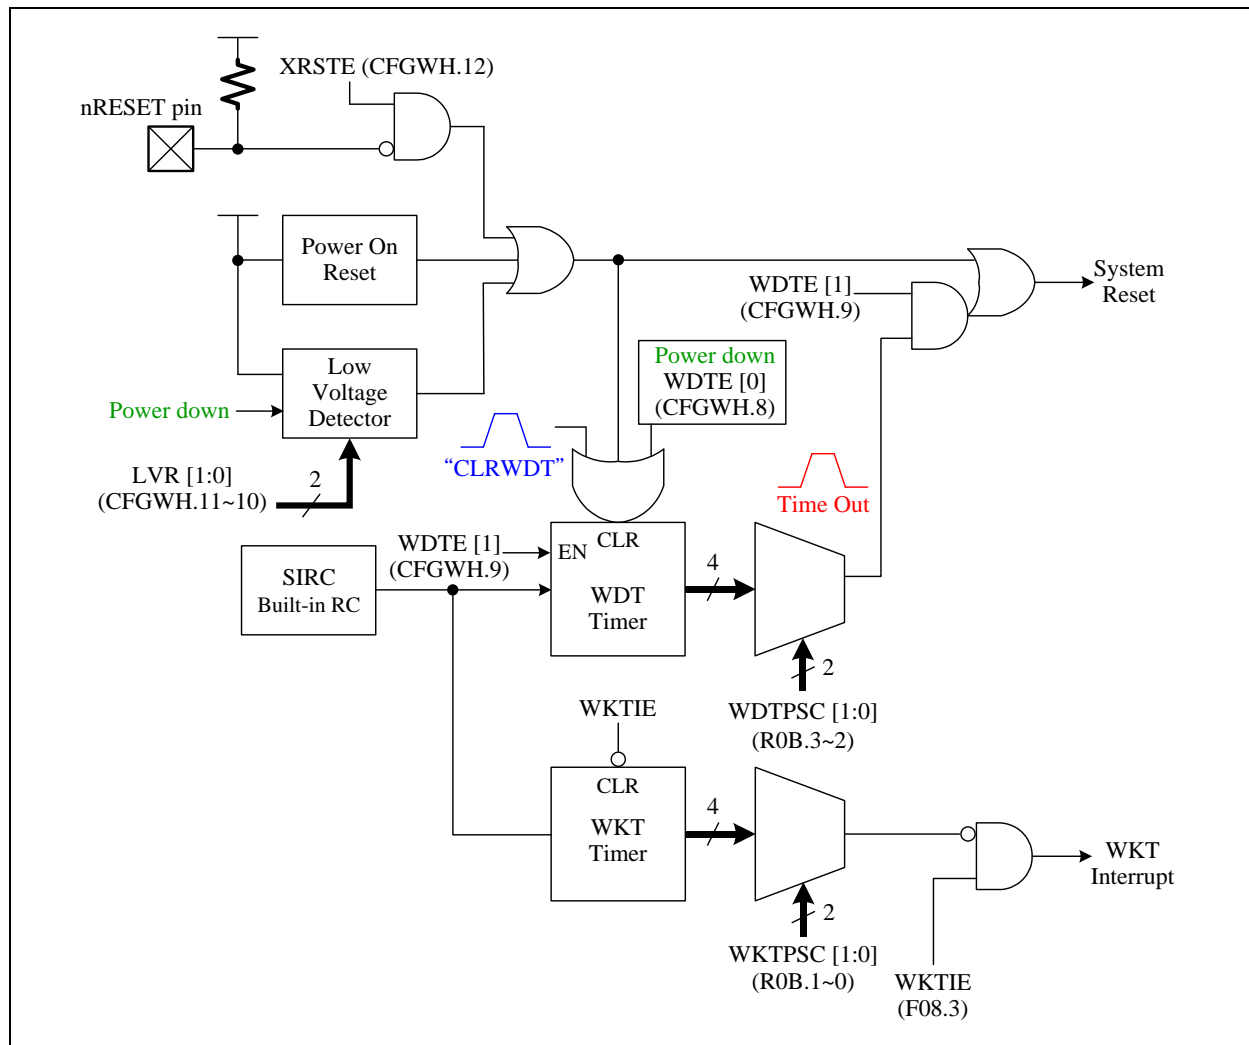 XRSTE (CFGWH.12)
nRESET pin
Power On
Reset
WDTE [1]
(CFGWH.9)
System
Reset
Low
Voltage
Detector
Power down
Power down
WDTE [0]
(CFGWH.8)
“CLRWDT”
LVR [1:0]
(CFGWH.11~10)
2
Time Out
SIRC
Built-in RC
WDTE [1]
(CFGWH.9)
EN
CLR
WDT
Timer
4
2
WDTPSC [1:0]
(R0B.3~2)
WKTIE
CLR
WKT
Timer
4
2
WKTPSC [1:0]
(R0B.1~0)
WKT
Interrupt
WKTIE
(F08.3)